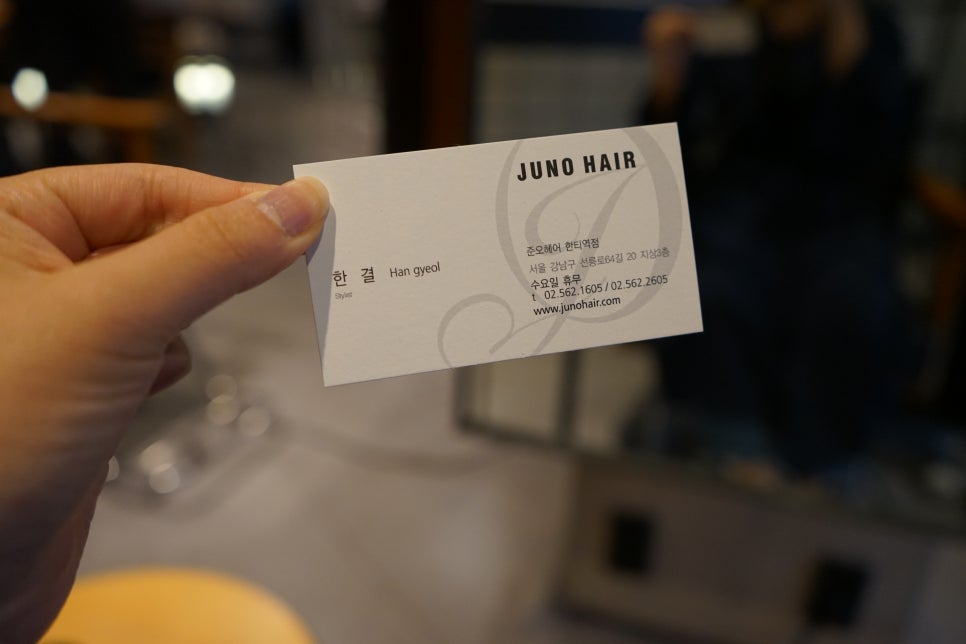 JUNO HAIR
한 결 Han gyeol
Stylist
준오헤어 한티역점
서울 강남구 선릉로64길 20 지상3층
수요일 휴무
t 02.562.1605 / 02.562.2605
www.junohair.com